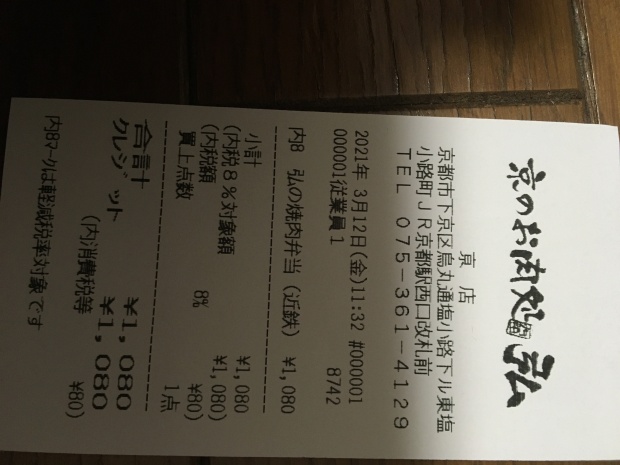 京のお肉処 弘
京店
京都市下京区烏丸通塩小路下ル東塩
小路町JR京都駅西口改札前
TEL 075-361-4129
2021年 3月12日(金)11:32 #000001
000001従業員1 8742
内8 弘の焼肉弁当(近鉄) ¥1,080
小計 ¥1,080
(内税8%対象額 ¥1,080)
(内税額 8% ¥80)
買上点数 1点
合計 ¥1,080
クレジット ¥1,080
(内消費税等 ¥80)
内8マークは軽減税率対象です